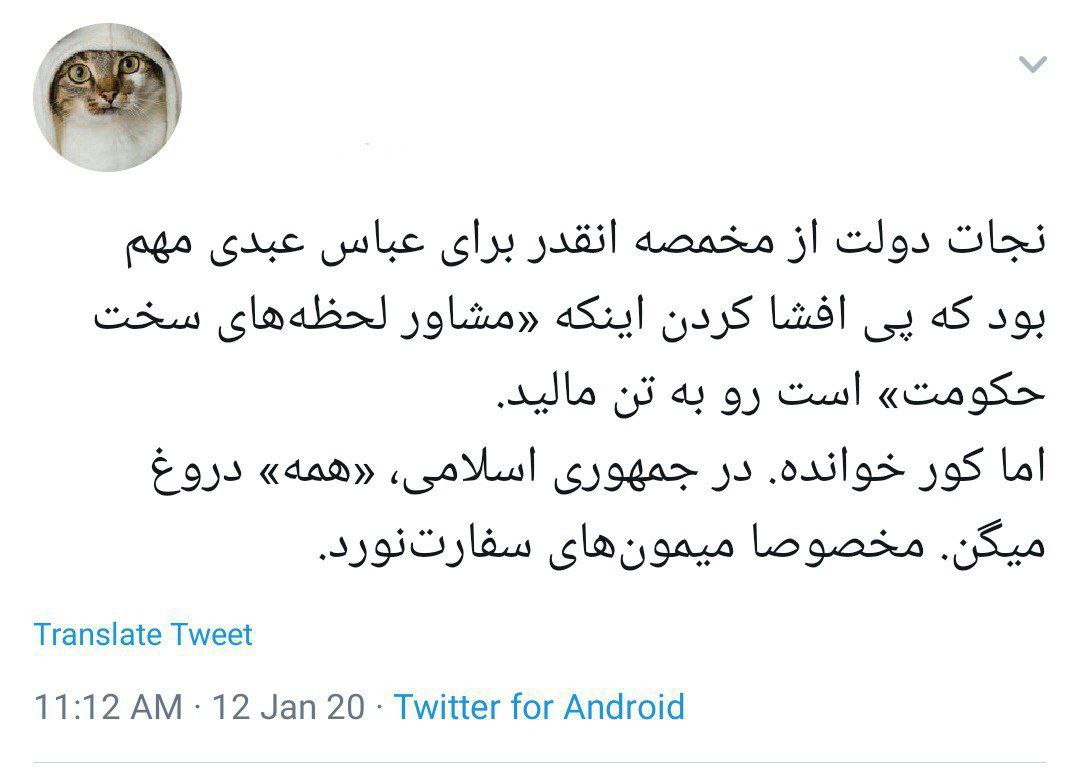 نجات دولت از مخمصه انقدر برای عباس عبدی مهم
بود که پی افشا کردن اینکه «مشاور لحظه‌های سخت
حکومت» است رو به تن مالید.
اما کور خوانده. در جمهوری اسلامی، «همه» دروغ
میگن. مخصوصا میمون‌های سفارت‌نورد.
Translate Tweet
11:12 AM · 12 Jan 20 · Twitter for Android